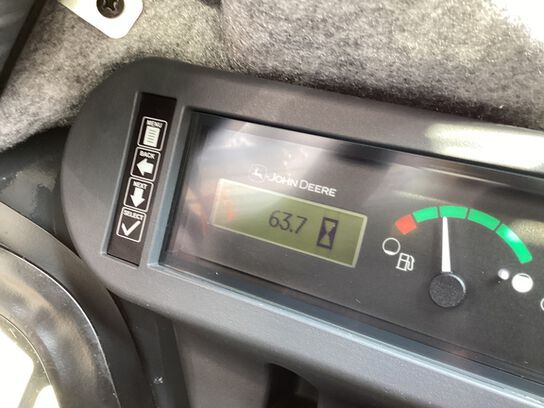 MENU
BACK
NEXT
SELECT
JOHN DEERE
63.7